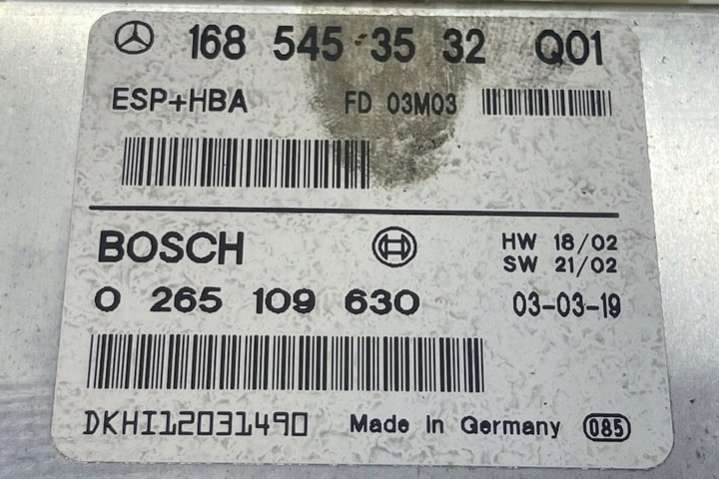 168 545 35 32 Q01
ESP+HBA FD 03M03
BOSCH HW 18/02
SW 21/02
0 265 109 630 03-03-19
DKHI12031490 Made in Germany 085